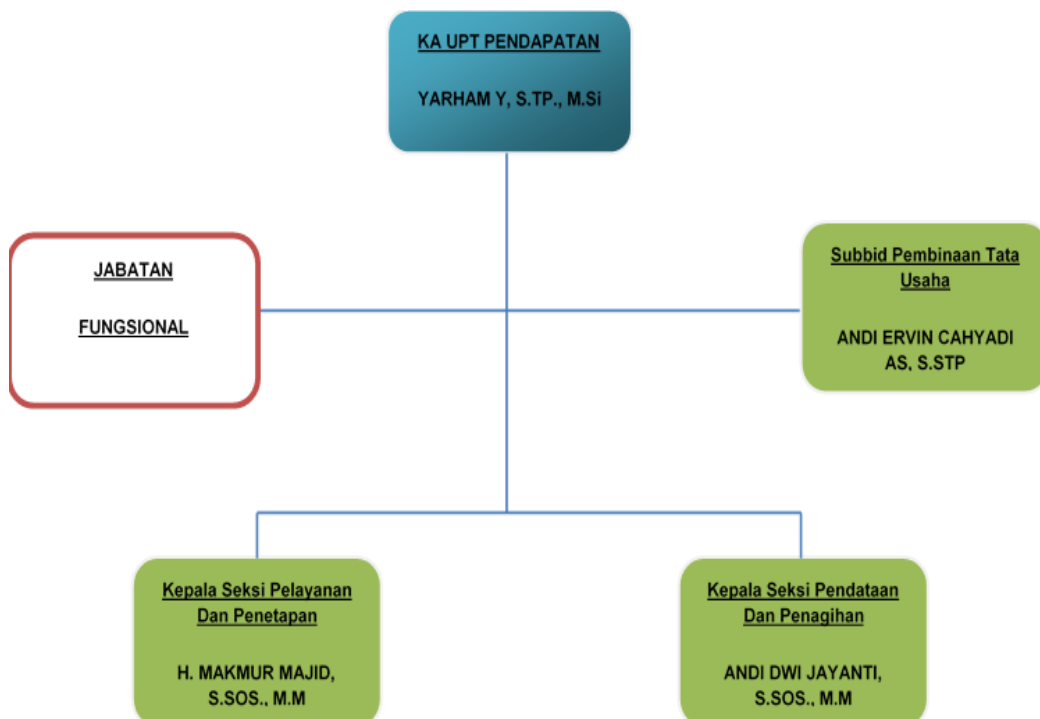 KA UPT PENDAPATAN
YARHAM Y, S.TP., M.Si
JABATAN
FUNGSIONAL
Subbid Pembinaan Tata
Usaha
ANDI ERVIN CAHYADI
AS, S.STP
Kepala Seksi Pelayanan
Dan Penetapan
H. MAKMUR MAJID,
S.SOS., M.M
Kepala Seksi Pendataan
Dan Penagihan
ANDI DWI JAYANTI,
S.SOS., M.M